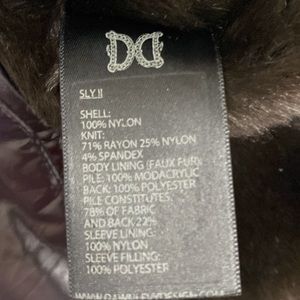 SLY II
SHELL:
100% NYLON
KNIT:
71% RAYON 25% NYLON
4% SPANDEX
BODY LINING (FAUX FUR)
PILE: 100% MODACRYLIC
BACK: 100% POLYESTER
PILE CONSTITUTES
78% OF FABRIC
AND BACK 22%
SLEEVE LINING:
100% NYLON
SLEEVE FILLING:
100% POLYESTER